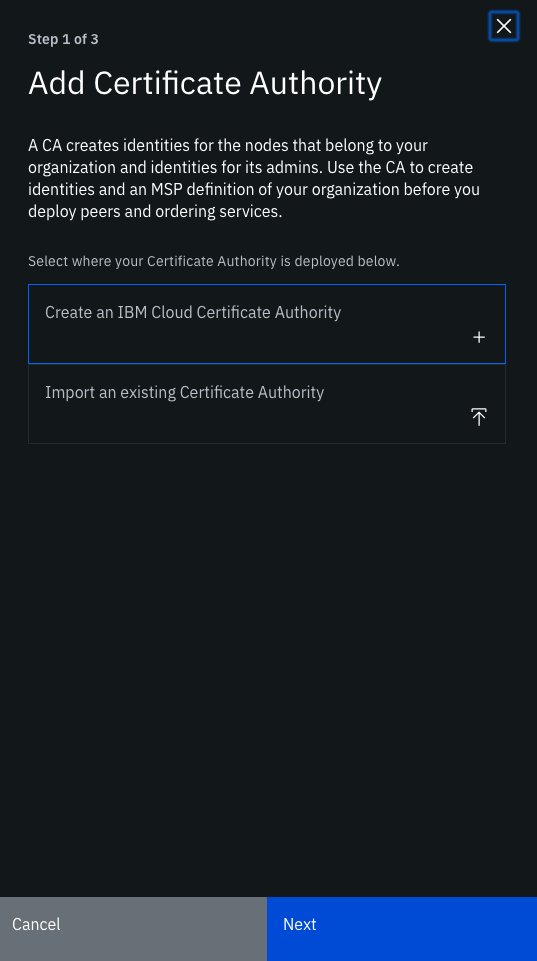 Step 1 of 3
Add Certificate Authority
A CA creates identities for the nodes that belong to your
organization and identities for its admins. Use the CA to create
identities and an MSP definition of your organization before you
deploy peers and ordering services.
Select where your Certificate Authority is deployed below.
Create an IBM Cloud Certificate Authority
Import an existing Certificate Authority
Cancel
Next